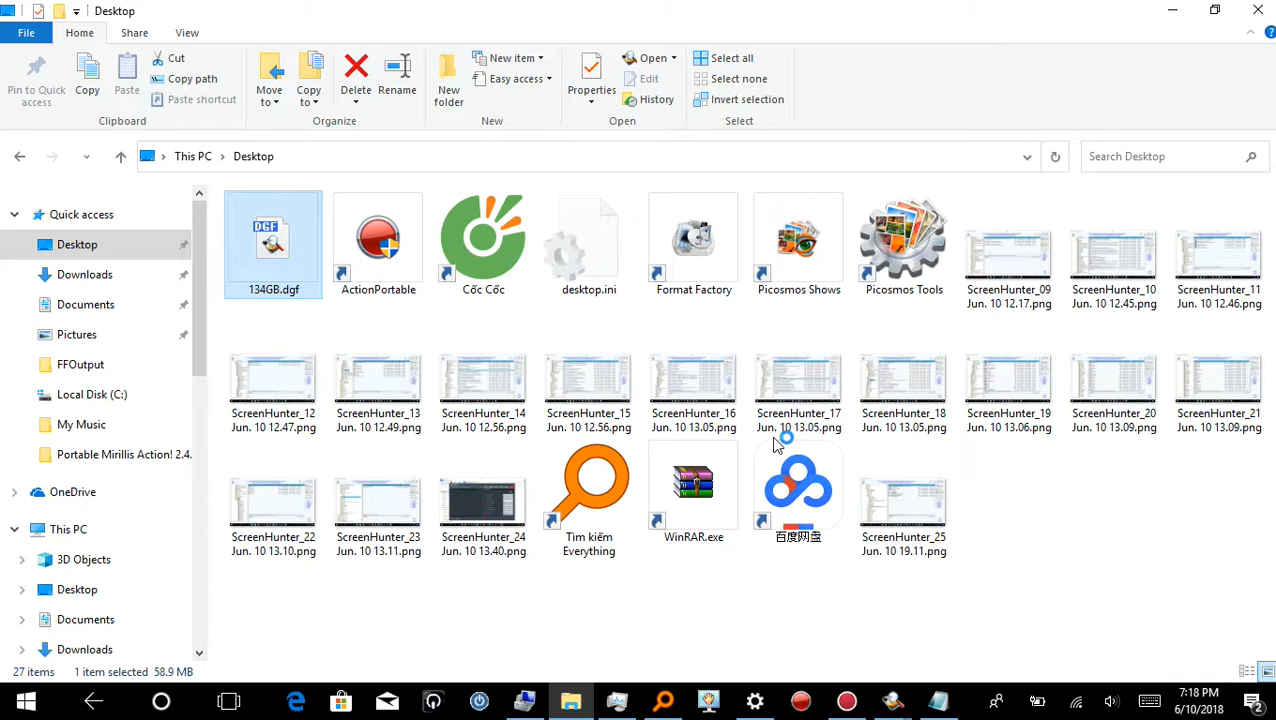 Desktop
File
Home
Share
View
Pin to Quick access
Copy
Paste
Cut
Copy path
Paste shortcut
Clipboard
Move to
Copy to
Delete
Rename
Organize
New folder
New item
Easy access
New
Properties
Open
Edit
History
Open
Select all
Select none
Invert selection
Select
This PC
Desktop
Search Desktop
Quick access
Desktop
Downloads
Documents
Pictures
FFOutput
Local Disk (C:)
My Music
Portable Mirillis Action! 2.4.
OneDrive
This PC
3D Objects
Desktop
Documents
Downloads
DGF
134GB.dgf
ActionPortable
Cốc Cốc
desktop.ini
Format Factory
Picosmos Shows
Picosmos Tools
ScreenHunter_09
Jun. 10 12.17.png
ScreenHunter_10
Jun. 10 12.45.png
ScreenHunter_11
Jun. 10 12.46.png
ScreenHunter_12
Jun. 10 12.47.png
ScreenHunter_13
Jun. 10 12.49.png
ScreenHunter_14
Jun. 10 12.56.png
ScreenHunter_15
Jun. 10 12.56.png
ScreenHunter_16
Jun. 10 13.05.png
ScreenHunter_17
Jun. 10 13.05.png
ScreenHunter_18
Jun. 10 13.05.png
ScreenHunter_19
Jun. 10 13.06.png
ScreenHunter_20
Jun. 10 13.09.png
ScreenHunter_21
Jun. 10 13.09.png
ScreenHunter_22
Jun. 10 13.10.png
ScreenHunter_23
Jun. 10 13.11.png
ScreenHunter_24
Jun. 10 13.40.png
Tìm kiếm
Everything
WinRAR.exe
百度网盘
ScreenHunter_25
Jun. 10 19.11.png
27 items
1 item selected 58.9 MB
7:18 PM
6/10/2018
2